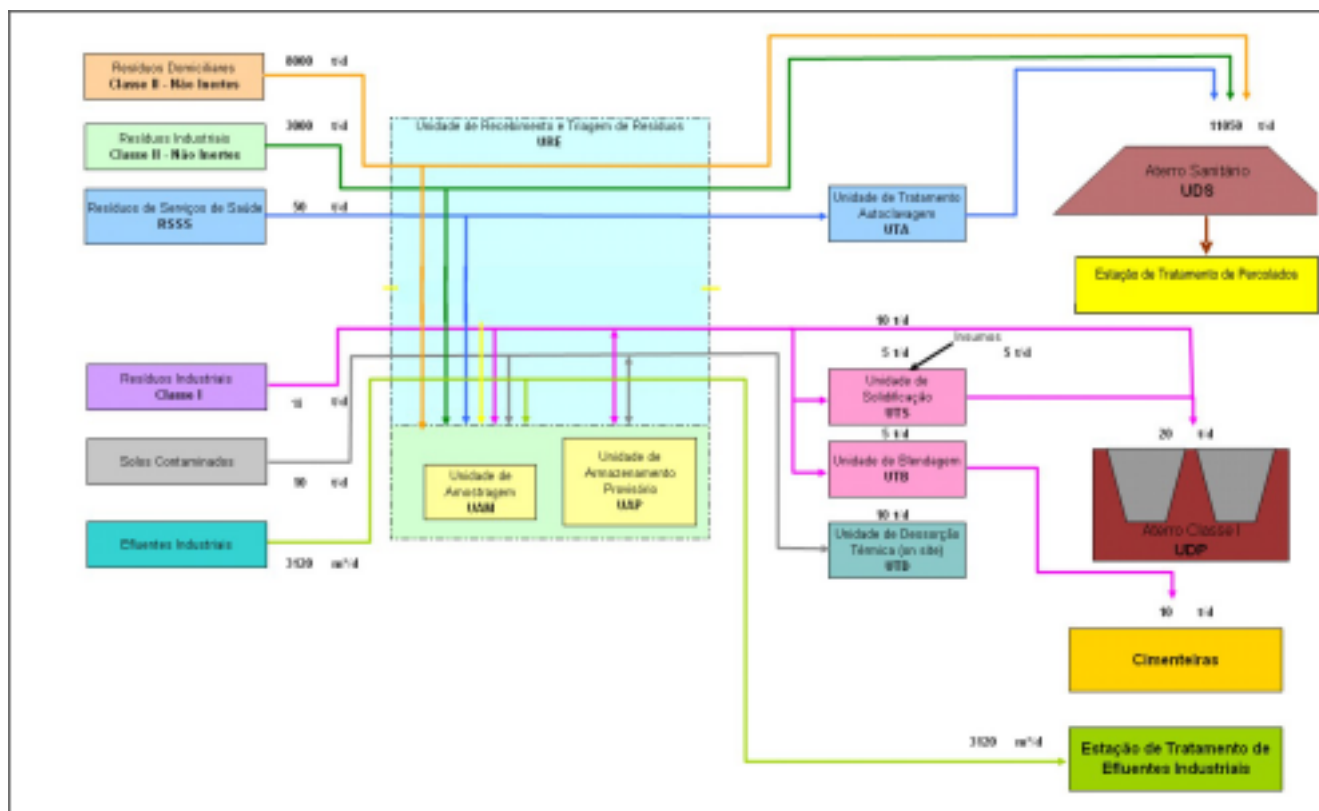 8000 t/d
Resíduos Domiciliares
Classe II - Não Inertes
3000 t/d
Resíduos Industriais
Classe II - Não Inertes
50 t/d
Resíduos de Serviços de Saúde
RSSS
Unidade de Recebimento e Triagem de Resíduos
URE
Unidade de Tratamento
Autoclavagem
UTA
11050 t/d
Aterro Sanitário
UDS
Estação de Tratamento de Percolados
Resíduos Industriais
Classe I
t/d
Solos Contaminados
t/d
Efluentes Industriais
3120 m³/d
Unidade de
Amostragem
UAM
Unidade de
Armazenamento
Provisório
UAP
10 t/d
Insumos
5 t/d
5 t/d
Unidade de
Solidificação
UTS
5 t/d
Unidade de Blendagem
UTB
10 t/d
Unidade de Dessorção
Térmica (on site)
UTD
20 t/d
Aterro Classe I
UDP
10 t/d
Cimenteiras
3120 m³/d
Estação de Tratamento de
Efluentes Industriais